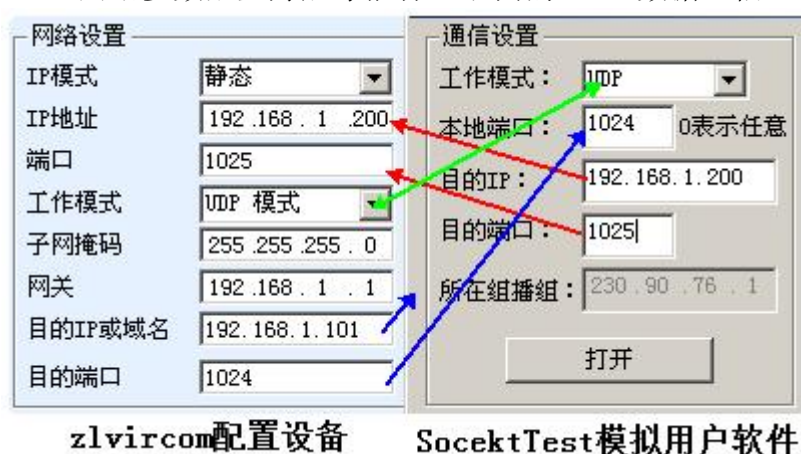 网络设置
IP模式 静态
IP地址 192 .168 . 1 .200
端口 1025
工作模式 UDP 模式
子网掩码 255 .255 .255 . 0
网关 192 .168 . 1 . 1
目的IP或域名 192.168.1.101
目的端口 1024
zlvircom配置设备
通信设置
工作模式： UDP
本地端口： 1024 0表示任意
目的IP： 192.168.1.200
目的端口： 1025
所在组播组： 230 .90 .76 . 1
打开
SocektTest模拟用户软件